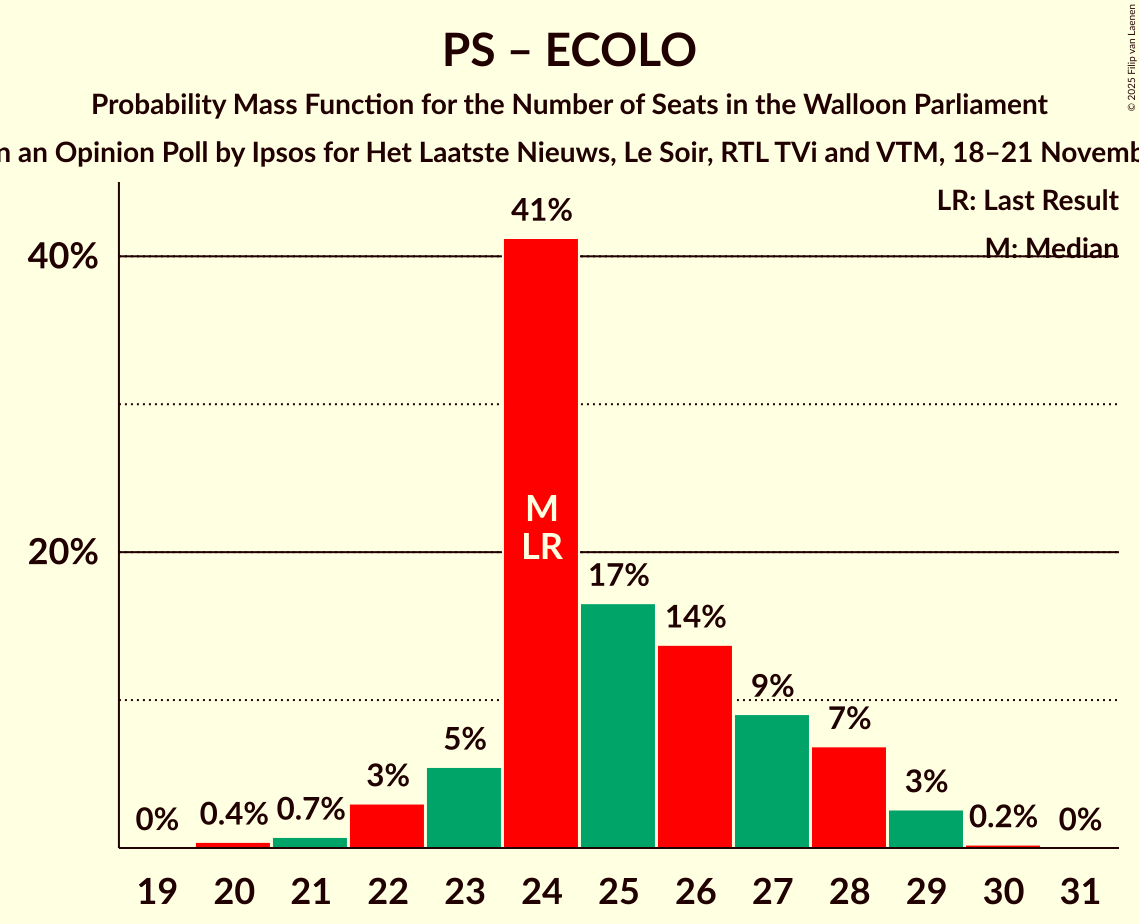 PS – ECOLO
Probability Mass Function for the Number of Seats in the Walloon Parliament
an Opinion Poll by Ipsos for Het Laatste Nieuws, Le Soir, RTL TVi and VTM, 18–21
© 2025 Filip van Laenen
LR: Last Result
M: Median
40%
20%
41%
M
LR
17%
14%
9%
7%
5%
3%
3%
0%
0.4%
0.7%
0.2%
0%
19 20 21 22 23 24 25 26 27 28 29 30 31